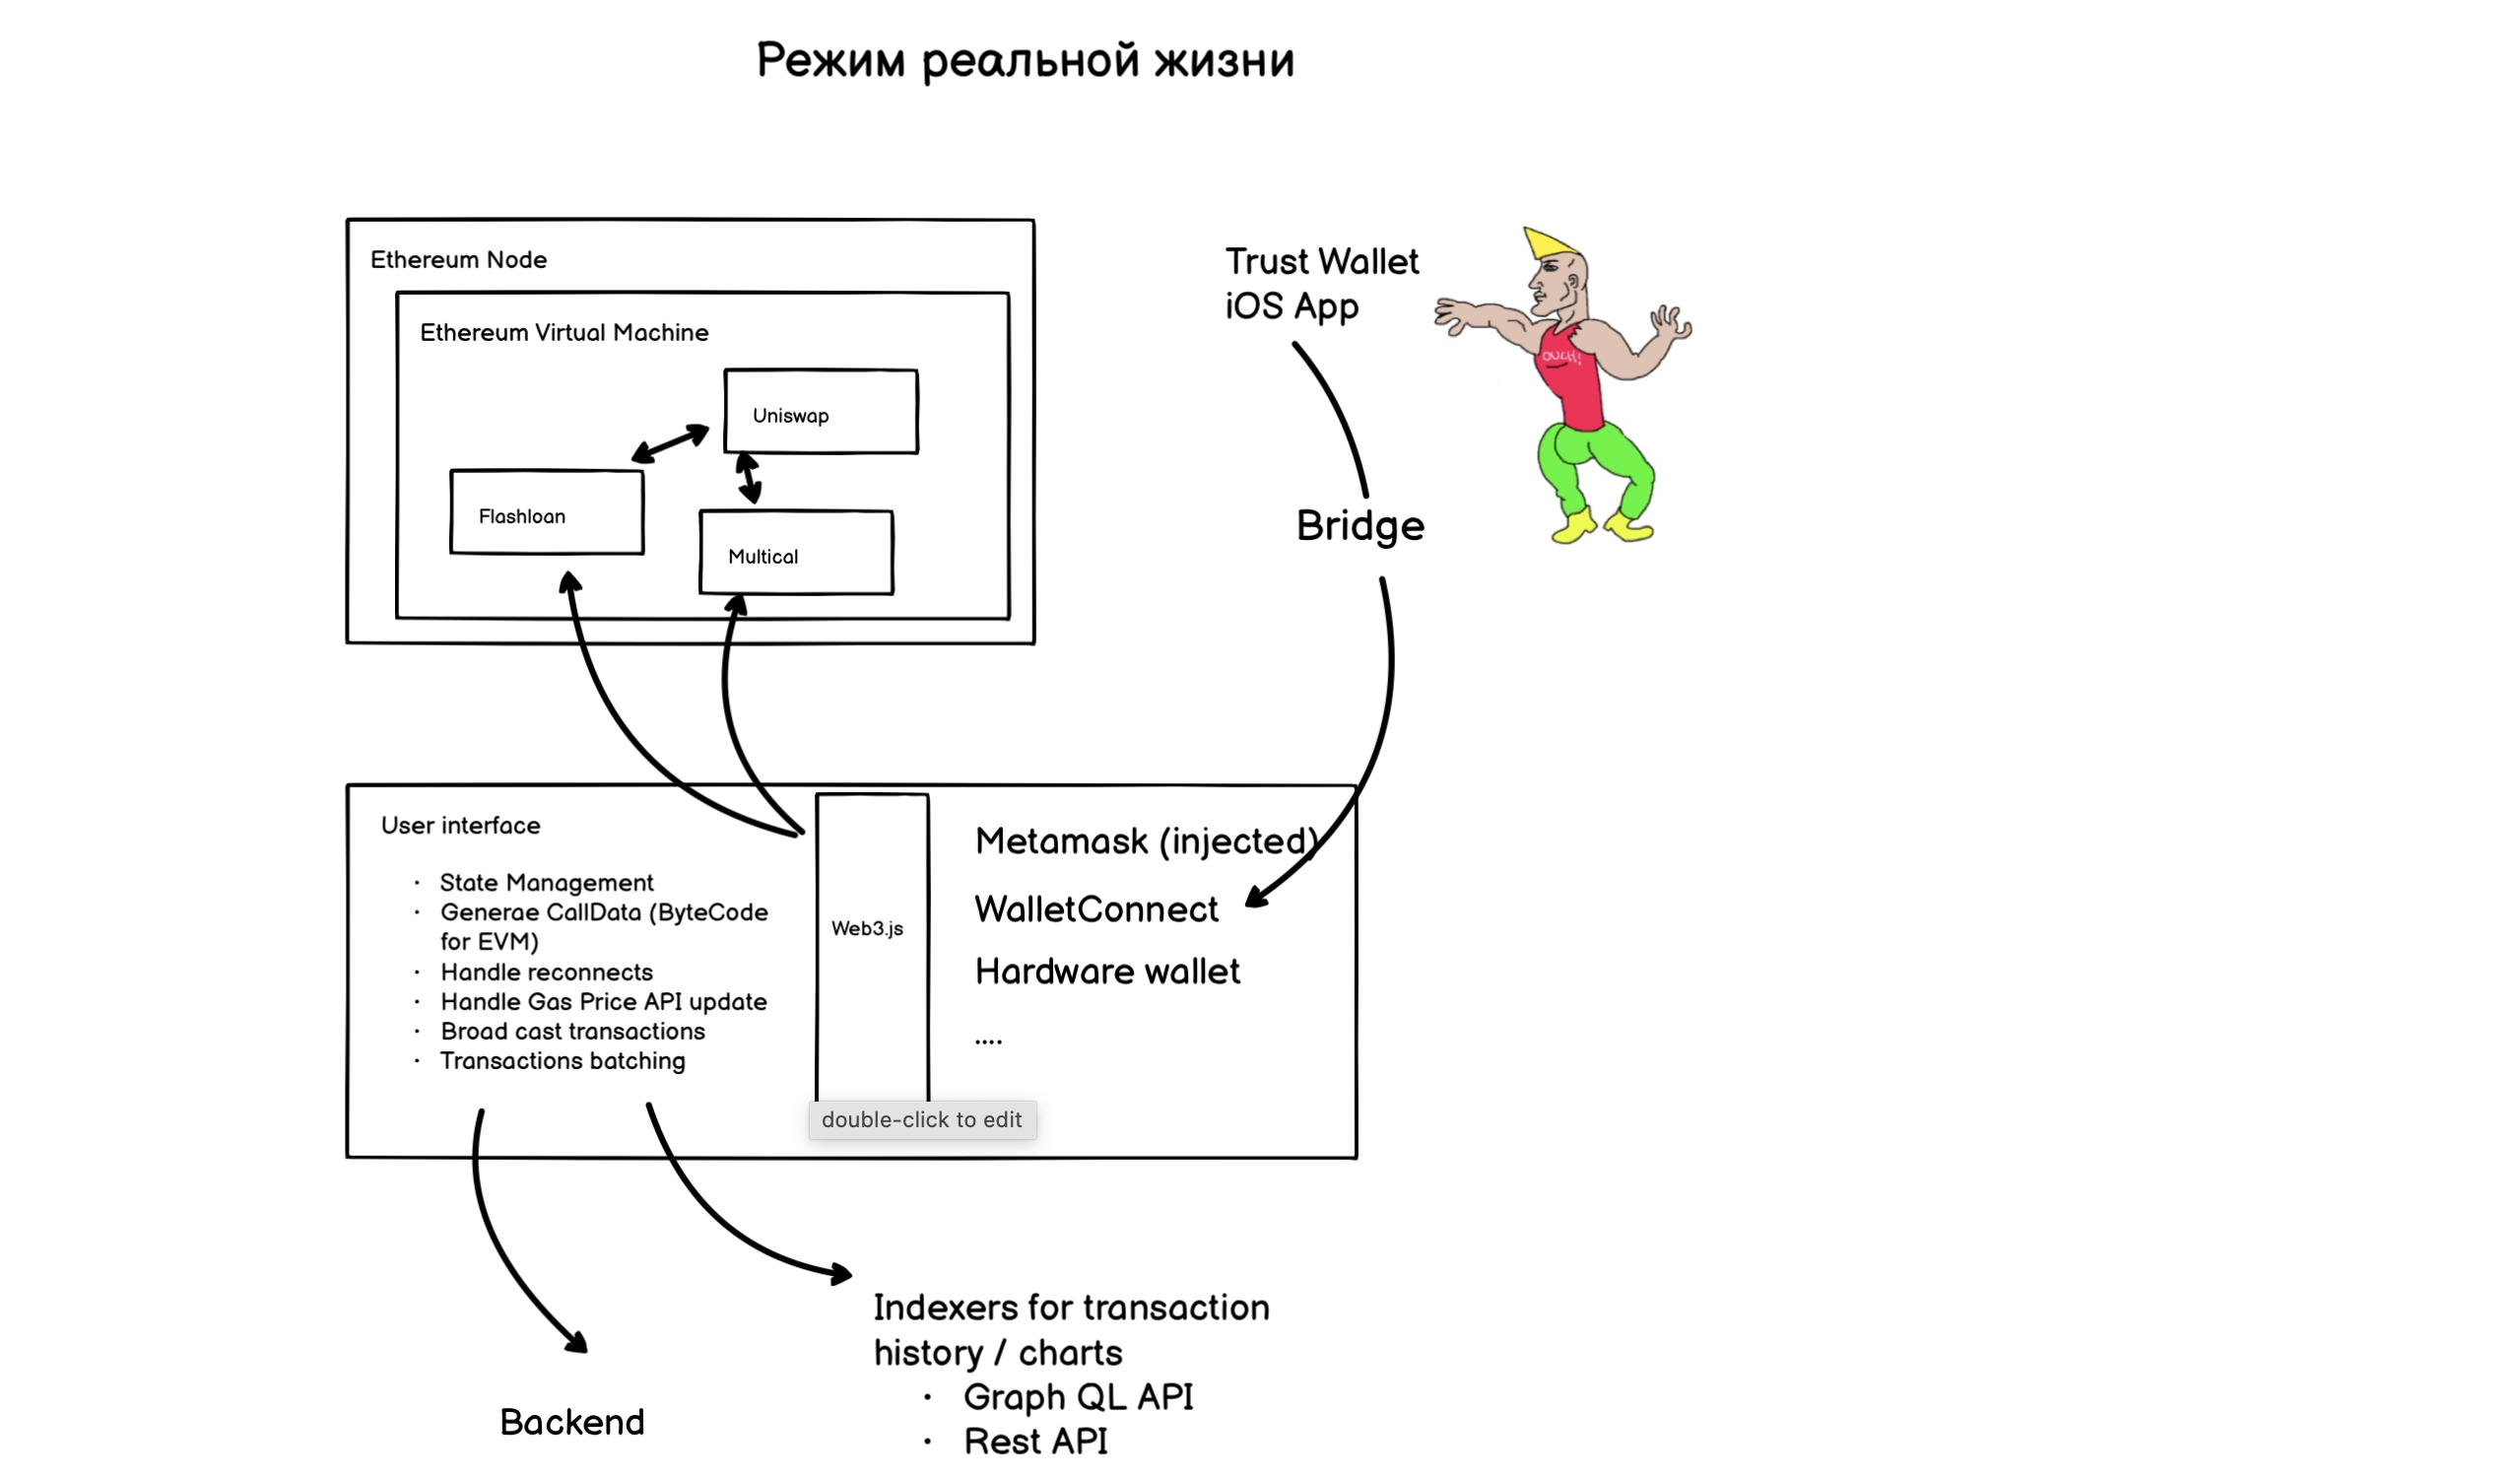 Режим реальной жизни
Ethereum Node
Ethereum Virtual Machine
Uniswap
Flashloan
Multical
Trust Wallet
iOS App
OUCH!
Bridge
User interface
· State Management
· Generae CallData (ByteCode
for EVM)
· Handle reconnects
· Handle Gas Price API update
· Broad cast transactions
· Transactions batching
Web3.js
Metamask (injected)
WalletConnect
Hardware wallet
....
double-click to edit
Backend
Indexers for transaction
history / charts
· Graph QL API
· Rest API